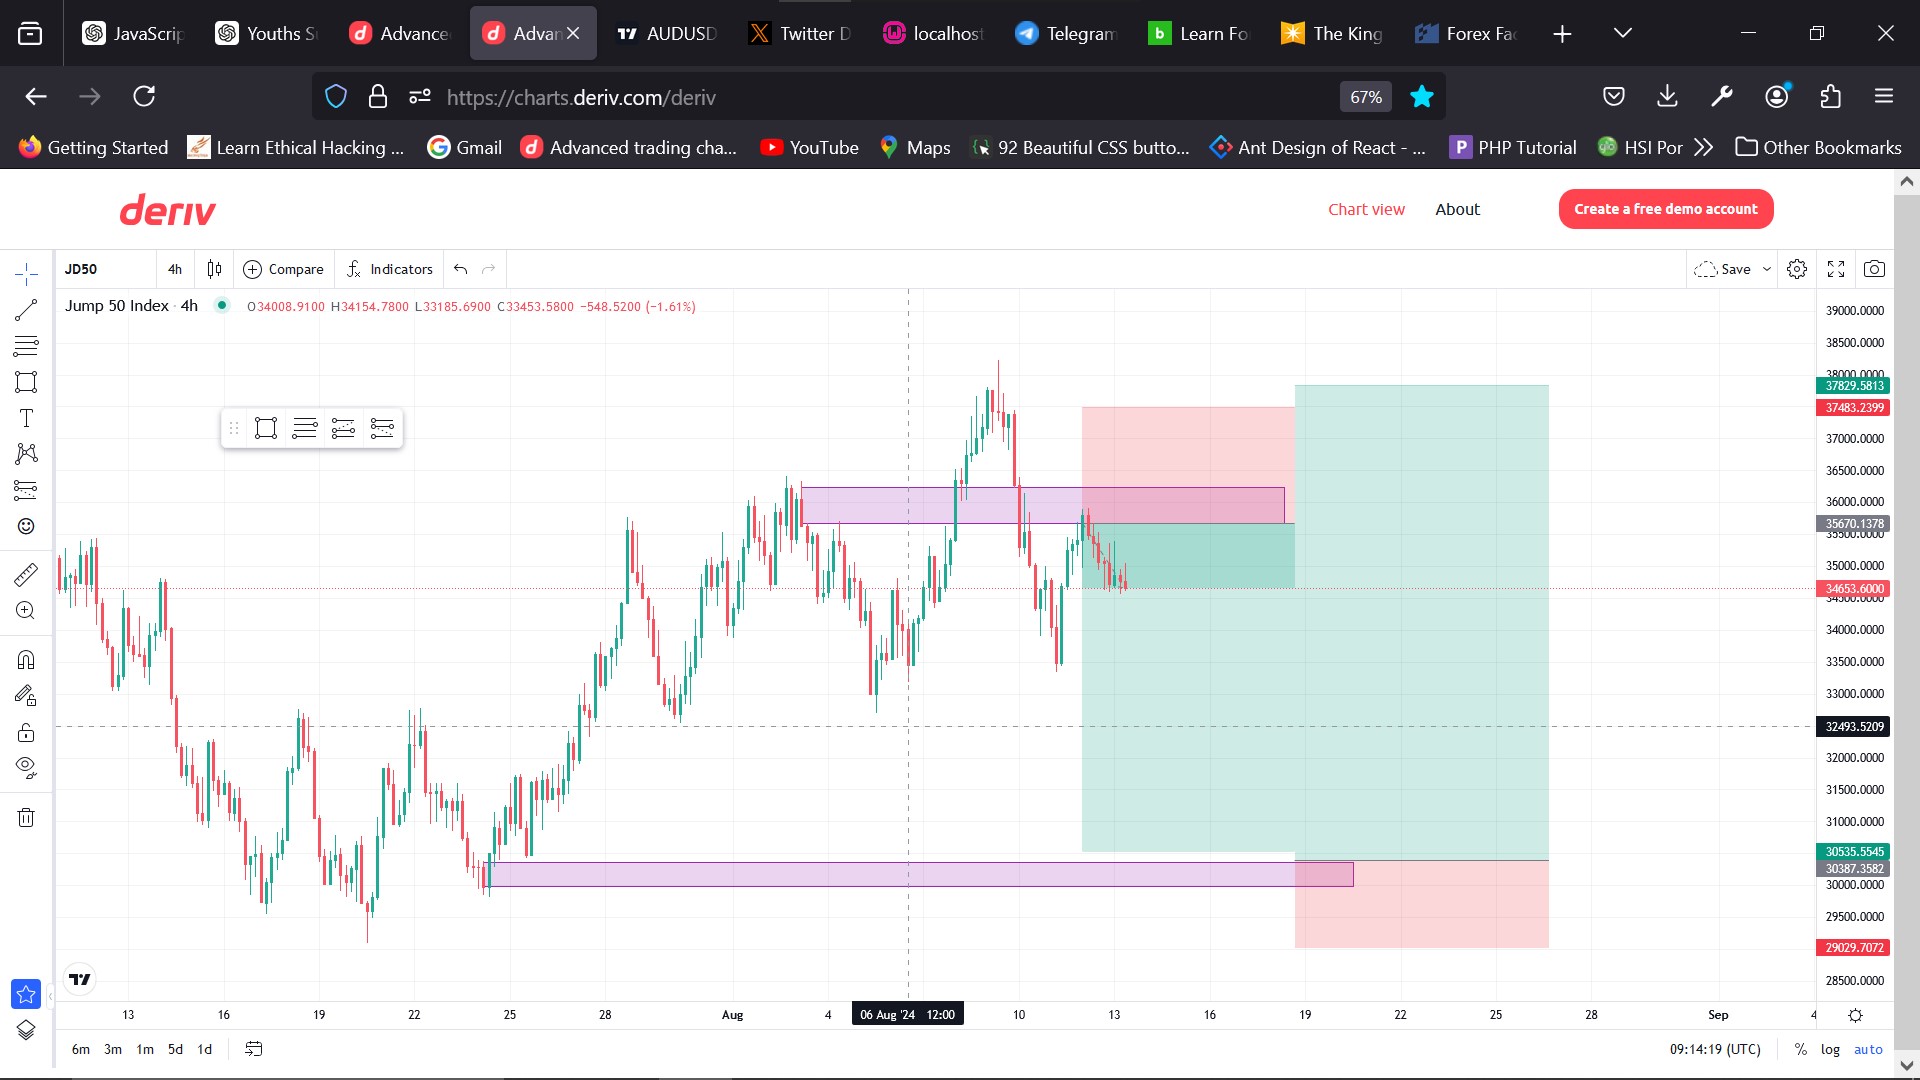 JavaScrip
Youths S
Advance
Advan
AUDUSD
Twitter D
localhost
Telegram
Learn Fo
The King
Forex Fa
https://charts.deriv.com/deriv
67%
Getting Started
Learn Ethical Hacking ...
Gmail
Advanced trading cha...
YouTube
Maps
92 Beautiful CSS butto...
Ant Design of React - ...
PHP Tutorial
HSI Por
Other Bookmarks
deriv
Chart view
About
Create a free demo account
JD50
4h
Compare
Indicators
Save
Jump 50 Index · 4h
O34008.9100 H34154.7800 L33185.6900 C33453.5800 −548.5200 (−1.61%)
39000.0000
38500.0000
38000.0000
37829.5813
37483.2399
37000.0000
36500.0000
36000.0000
35670.1378
35500.0000
35000.0000
34653.6000
34500.0000
34000.0000
33500.0000
33000.0000
32493.5209
32000.0000
31500.0000
31000.0000
30535.5545
30387.3582
30000.0000
29500.0000
29029.7072
28500.0000
13
16
19
22
25
28
Aug
4
06 Aug '24 12:00
10
13
16
19
22
25
28
Sep
4
6m
3m
1m
5d
1d
09:14:19 (UTC)
%
log
auto